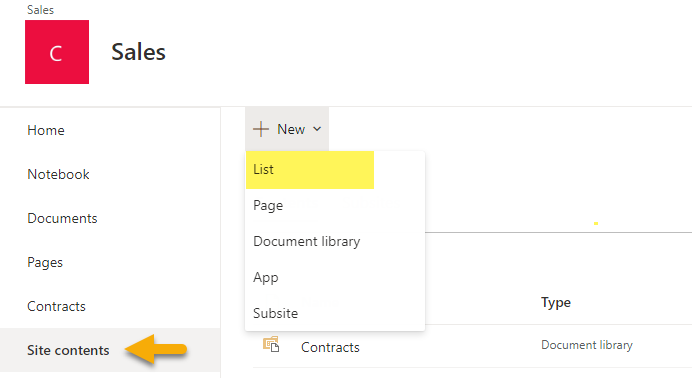 Sales
C
Sales
Home
Notebook
Documents
Pages
Contracts
Site contents
New
List
Page
Document library
App
Subsite
Type
Contracts
Document library